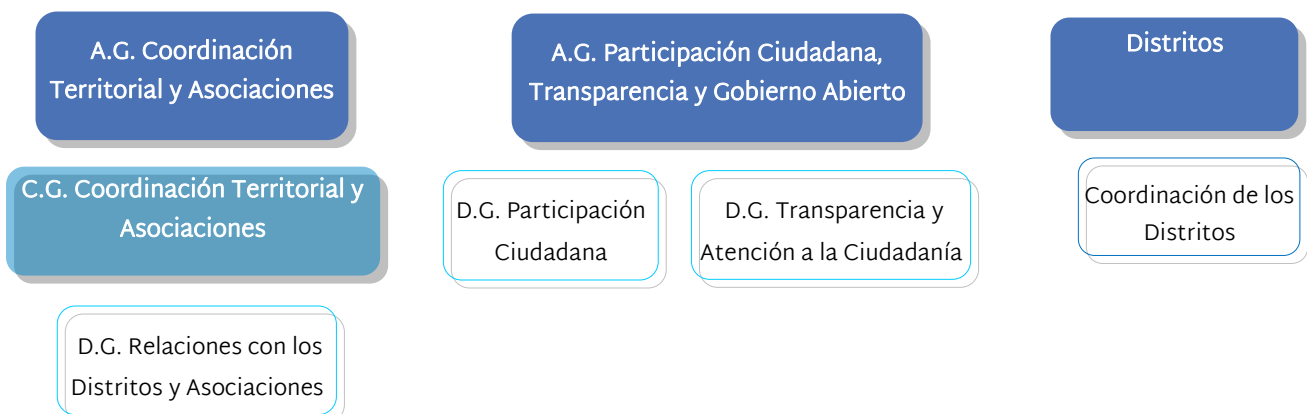 A.G. Coordinación
Territorial y Asociaciones
A.G. Participación Ciudadana,
Transparencia y Gobierno Abierto
Distritos
C.G. Coordinación Territorial y
Asociaciones
D.G. Participación
Ciudadana
D.G. Transparencia y
Atención a la Ciudadanía
Coordinación de los
Distritos
D.G. Relaciones con los
Distritos y Asociaciones